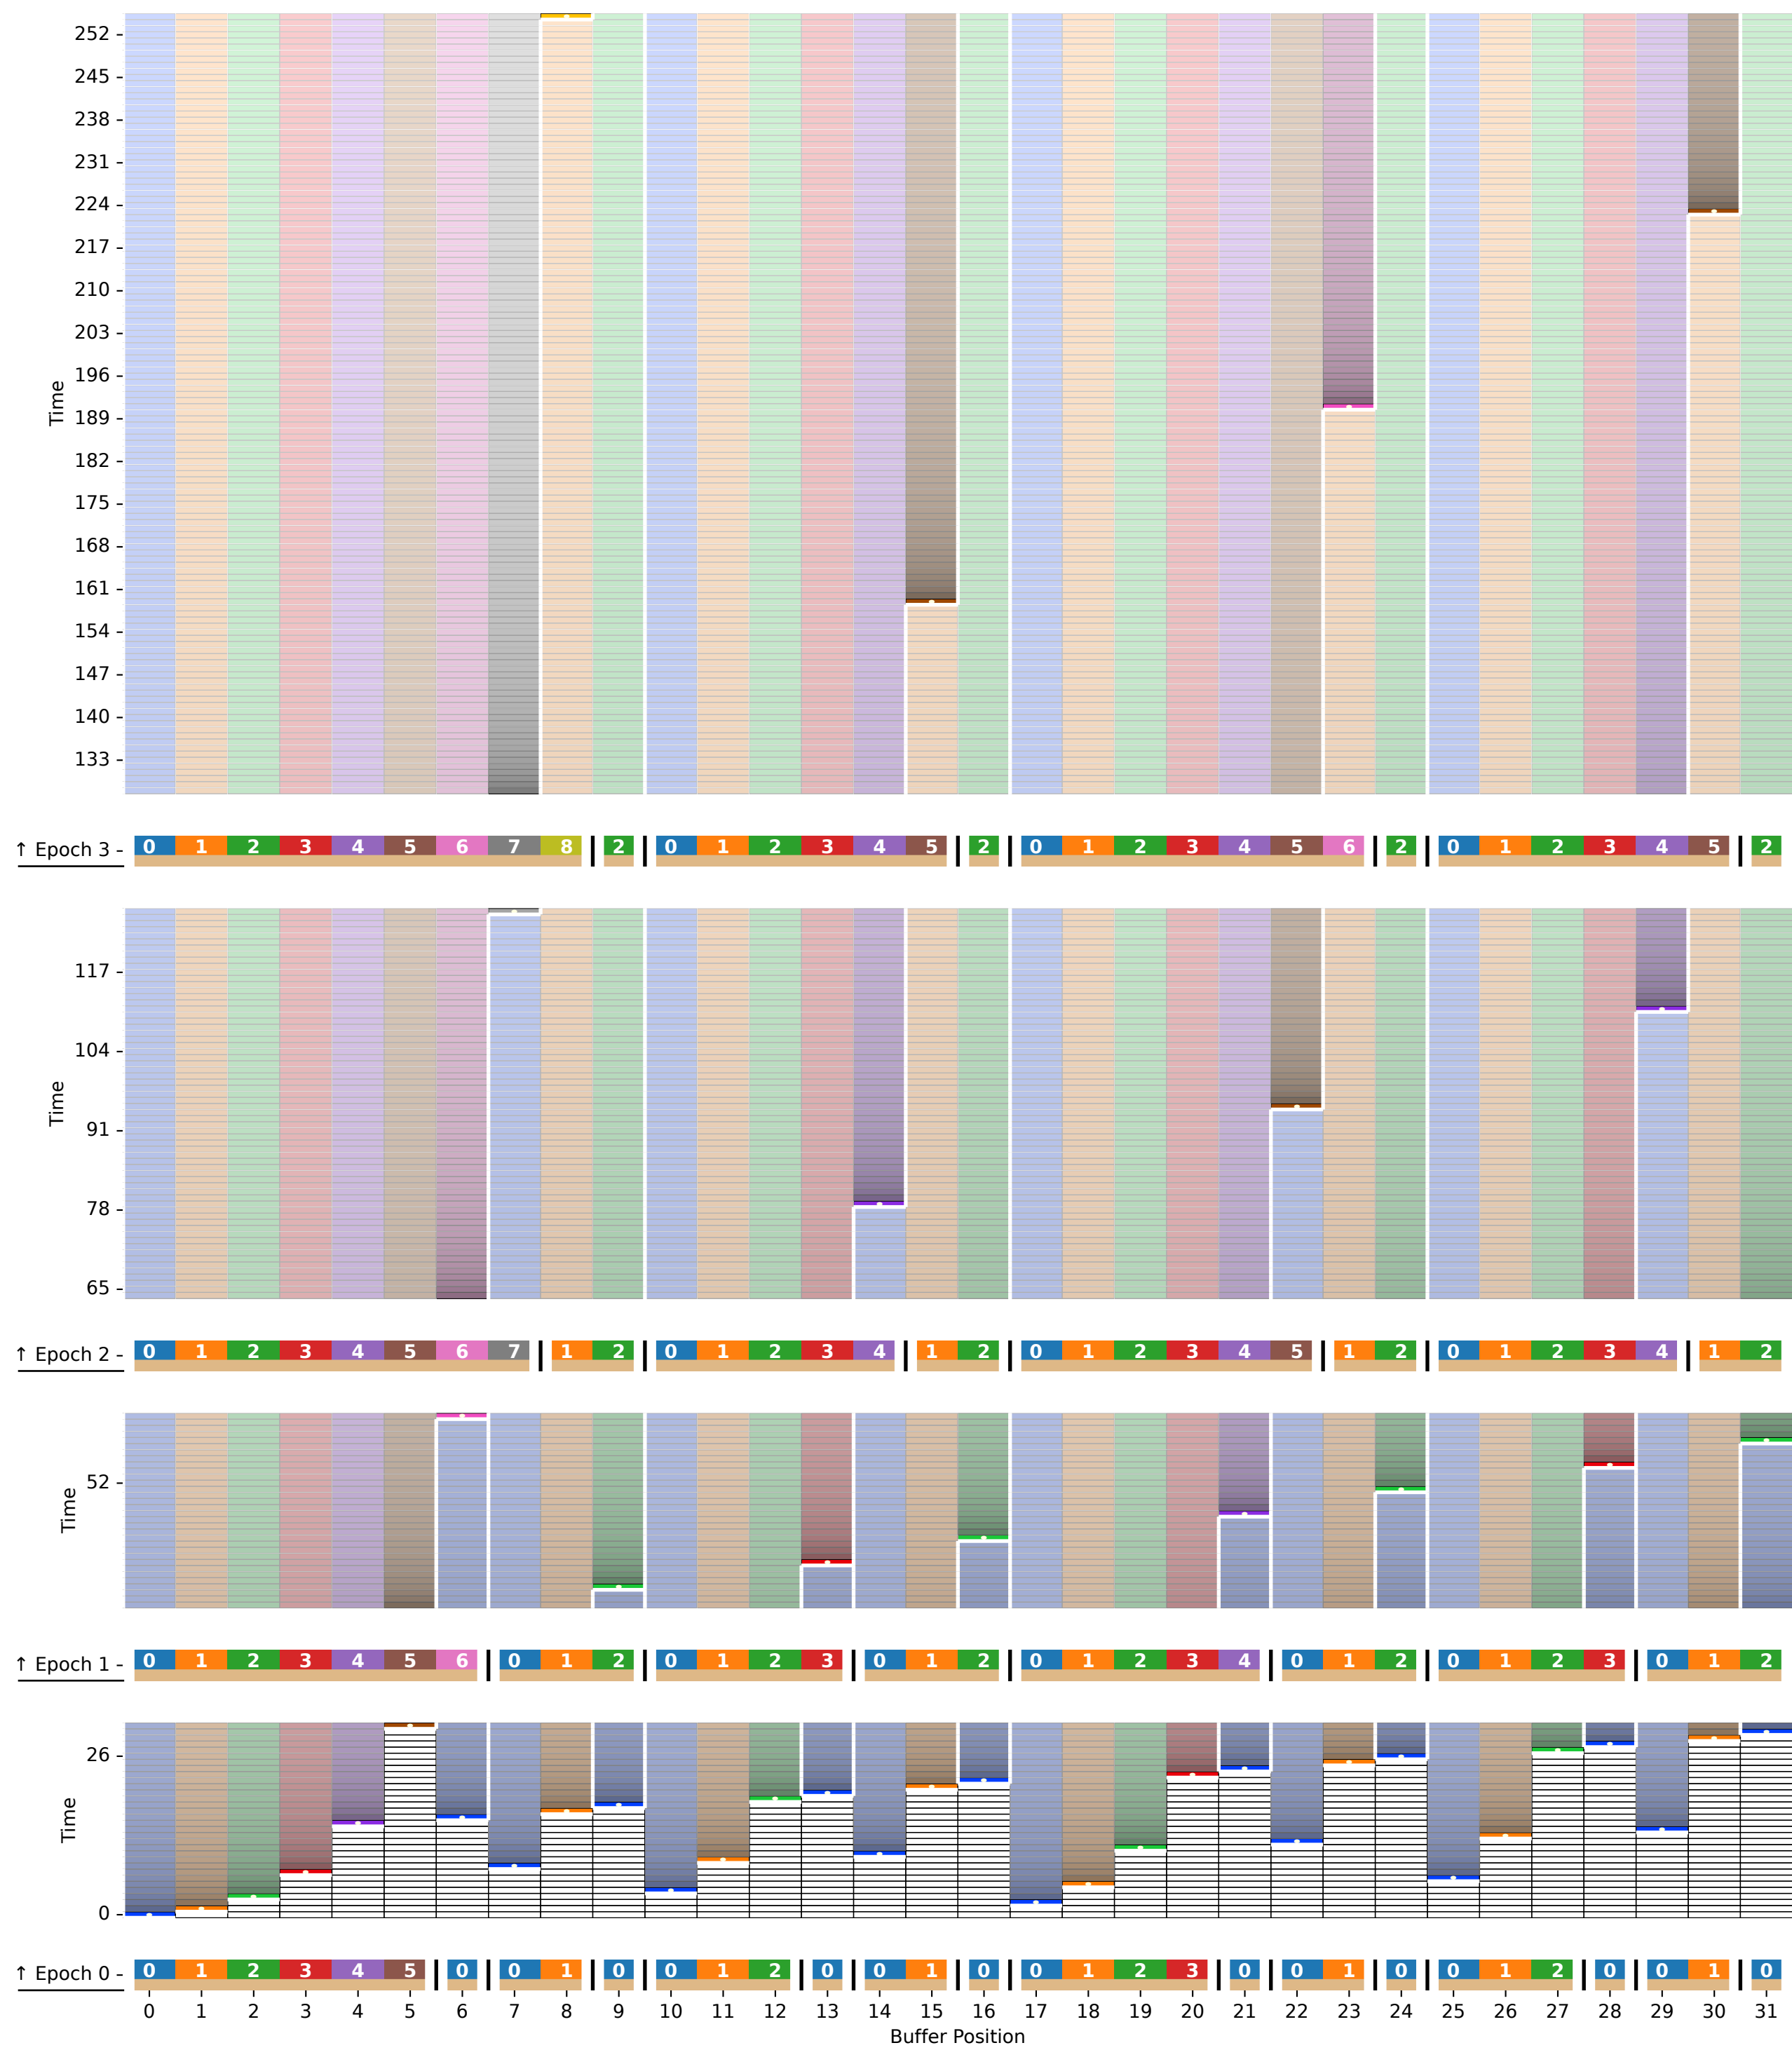 252
245
238
231
224
217
210
203
196
189
182
175
168
161
154
147
140
133
Time
↑ Epoch 3
0 1 2 3 4 5 6 7 8 2 0 1 2 3 4 5 2 0 1 2 3 4 5 6 2 0 1 2 3 4 5 2
117
104
91
78
65
Time
↑ Epoch 2
0 1 2 3 4 5 6 7 1 2 0 1 2 3 4 1 2 0 1 2 3 4 5 1 2 0 1 2 3 4 1 2
52
Time
↑ Epoch 1
0 1 2 3 4 5 6 0 1 2 0 1 2 3 0 1 2 0 1 2 3 4 0 1 2 0 1 2 3 0 1 2
26
0
Time
↑ Epoch 0
0 1 2 3 4 5 0 0 1 0 0 1 2 0 0 1 0 0 1 2 3 0 0 1 0 0 1 2 0 0 1 0
0 1 2 3 4 5 6 7 8 9 10 11 12 13 14 15 16 17 18 19 20 21 22 23 24 25 26 27 28 29 30 31
Buffer Position